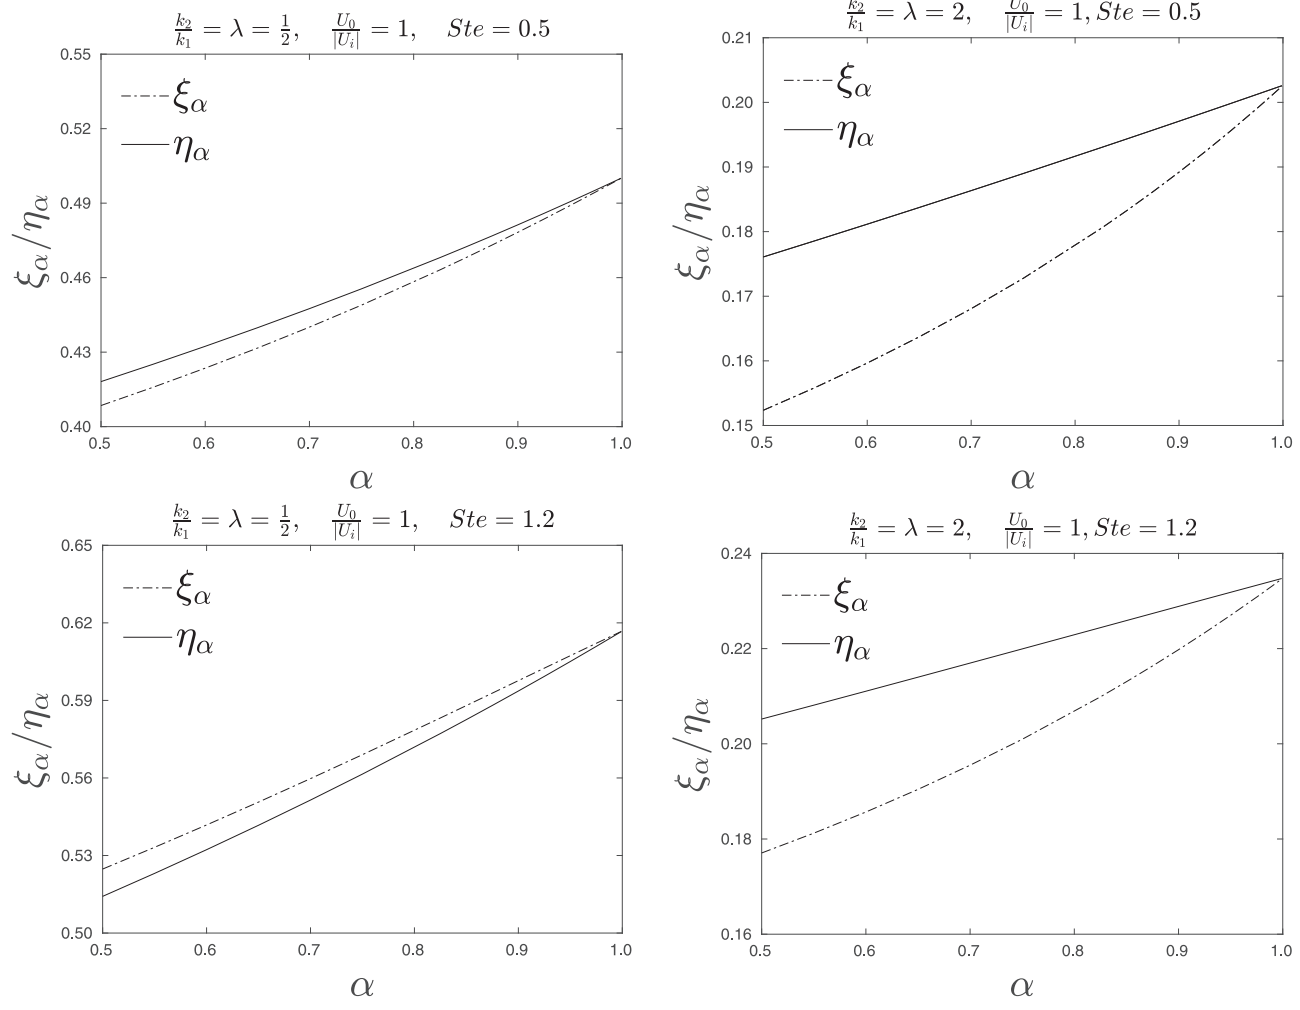 k₂/k₁ = λ = 1/2, U₀/|Uᵢ| = 1, Ste = 0.5
0.55
0.52
0.49
0.46
0.43
0.40
ξα
ηα
ξα/ηα
0.5 0.6 0.7 0.8 0.9 1.0
α
k₂/k₁ = λ = 2, U₀/|Uᵢ| = 1, Ste = 0.5
0.21
0.20
0.19
0.18
0.17
0.16
0.15
ξα
ηα
ξα/ηα
0.5 0.6 0.7 0.8 0.9 1.0
α
k₂/k₁ = λ = 1/2, U₀/|Uᵢ| = 1, Ste = 1.2
0.65
0.62
0.59
0.56
0.53
0.50
ξα
ηα
ξα/ηα
0.5 0.6 0.7 0.8 0.9 1.0
α
k₂/k₁ = λ = 2, U₀/|Uᵢ| = 1, Ste = 1.2
0.24
0.22
0.20
0.18
0.16
ξα
ηα
ξα/ηα
0.5 0.6 0.7 0.8 0.9 1.0
α